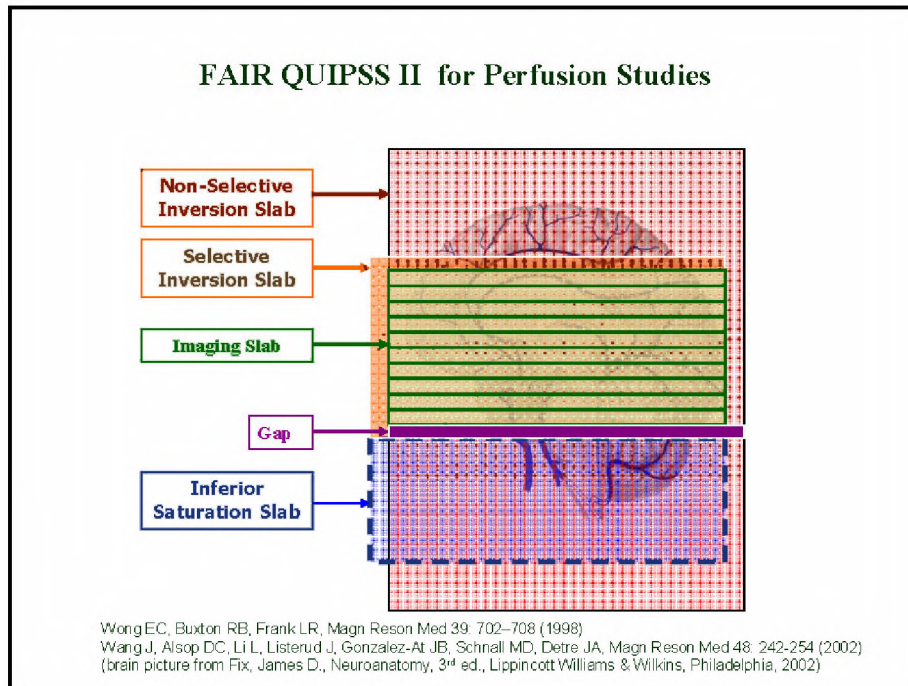 FAIR QUIPSS II for Perfusion Studies
Non-Selective
Inversion Slab
Selective
Inversion Slab
Imaging Slab
Gap
Inferior
Saturation Slab
Wong EC, Buxton RB, Frank LR, Magn Reson Med 39: 702–708 (1998)
Wang J, Alsop DC, Li L, Listerud J, Gonzalez-At JB, Schnall MD, Detre JA, Magn Reson Med 48: 242-254 (2002)
(brain picture from Fix, James D., Neuroanatomy, 3rd ed., Lippincott Williams & Wilkins, Philadelphia, 2002)